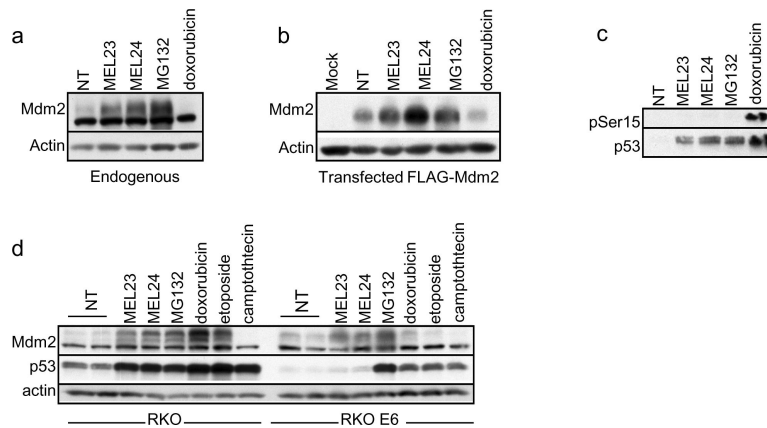 a
NT
MEL23
MEL24
MG132
doxorubicin
Mdm2
Actin
Endogenous
b
Mock
NT
MEL23
MEL24
MG132
doxorubicin
Mdm2
Actin
Transfected FLAG-Mdm2
c
NT
MEL23
MEL24
MG132
doxorubicin
pSer15
p53
d
NT
MEL23
MEL24
MG132
doxorubicin
etoposide
camptothtecin
NT
MEL23
MEL24
MG132
doxorubicin
etoposide
camptothtecin
Mdm2
p53
actin
RKO
RKO E6